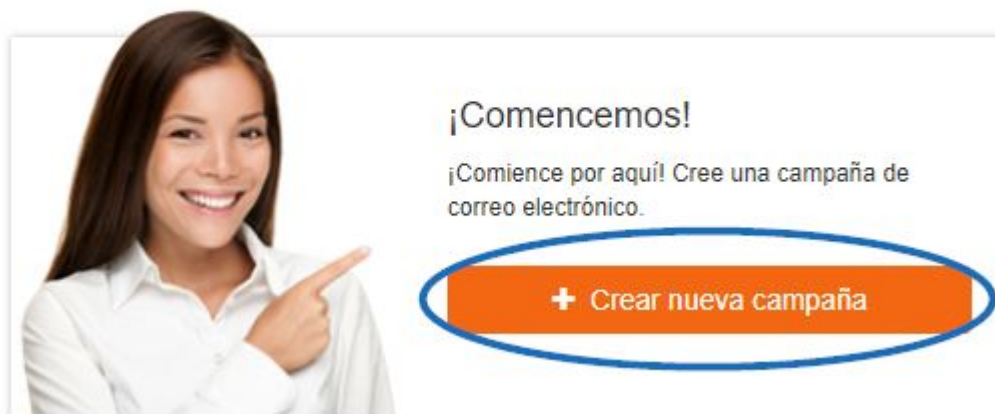 ¡Comencemos!
¡Comience por aquí! Cree una campaña de
correo electrónico.
+ Crear nueva campaña